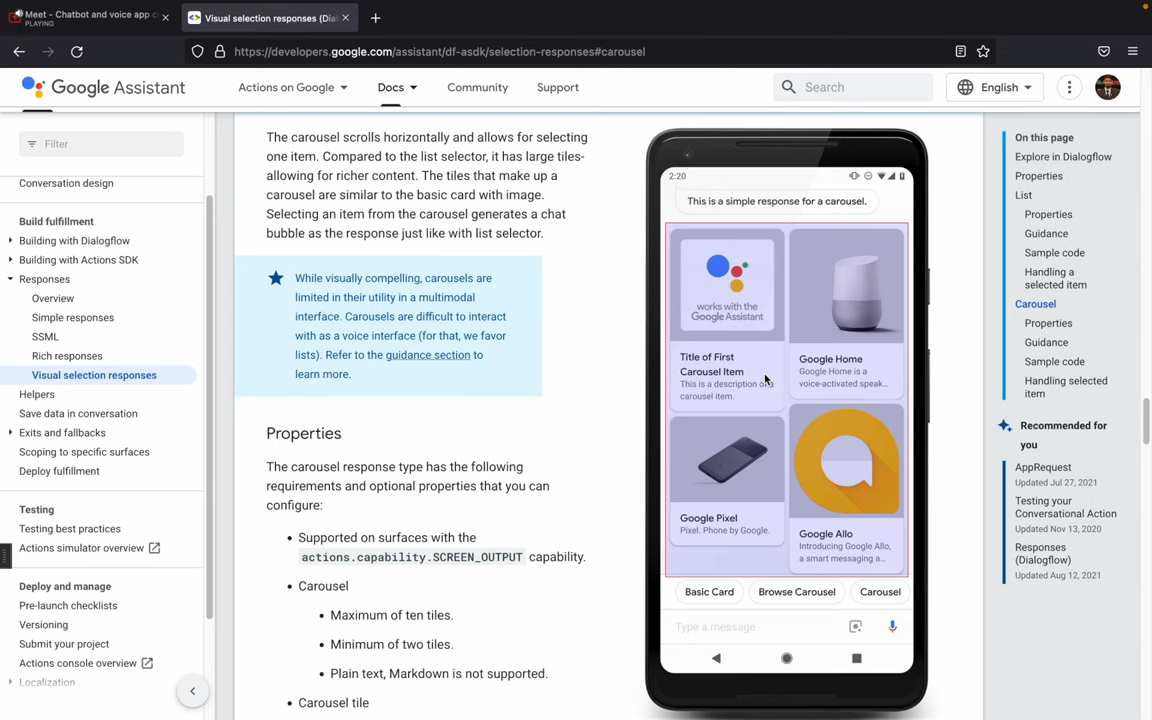 Meet - Chatbot and voice app c
PLAYING
Visual selection responses (Dia
https://developers.google.com/assistant/df-asdk/selection-responses#carousel
Google Assistant
Actions on Google
Docs
Community
Support
Search
English
Filter
Conversation design
Build fulfillment
Building with Dialogflow
Building with Actions SDK
Responses
Overview
Simple responses
SSML
Rich responses
Visual selection responses
Helpers
Save data in conversation
Exits and fallbacks
Scoping to specific surfaces
Deploy fulfillment
Testing
Testing best practices
Actions simulator overview
Deploy and manage
Pre-launch checklists
Versioning
Submit your project
Actions console overview
Localization
The carousel scrolls horizontally and allows for selecting
one item. Compared to the list selector, it has large tiles-
allowing for richer content. The tiles that make up a
carousel are similar to the basic card with image.
Selecting an item from the carousel generates a chat
bubble as the response just like with list selector.
While visually compelling, carousels are
limited in their utility in a multimodal
interface. Carousels are difficult to interact
with as a voice interface (for that, we favor
lists). Refer to the guidance section to
learn more.
Properties
The carousel response type has the following
requirements and optional properties that you can
configure:
• Supported on surfaces with the
actions.capability.SCREEN_OUTPUT capability.
• Carousel
• Maximum of ten tiles.
• Minimum of two tiles.
• Plain text, Markdown is not supported.
• Carousel tile
2:20
This is a simple response for a carousel.
works with the
Google Assistant
Title of First
Carousel Item
This is a description of a
carousel item.
Google Home
Google Home is a
voice-activated speak...
Google Pixel
Pixel. Phone by Google.
Google Allo
Introducing Google Allo,
a smart messaging a...
Basic Card
Browse Carousel
Carousel
Type a message
On this page
Explore in Dialogflow
Properties
List
Properties
Guidance
Sample code
Handling a
selected item
Carousel
Properties
Guidance
Sample code
Handling selected
item
Recommended for
you
AppRequest
Updated Jul 27, 2021
Testing your
Conversational Action
Updated Nov 13, 2020
Responses
(Dialogflow)
Updated Aug 12, 2021